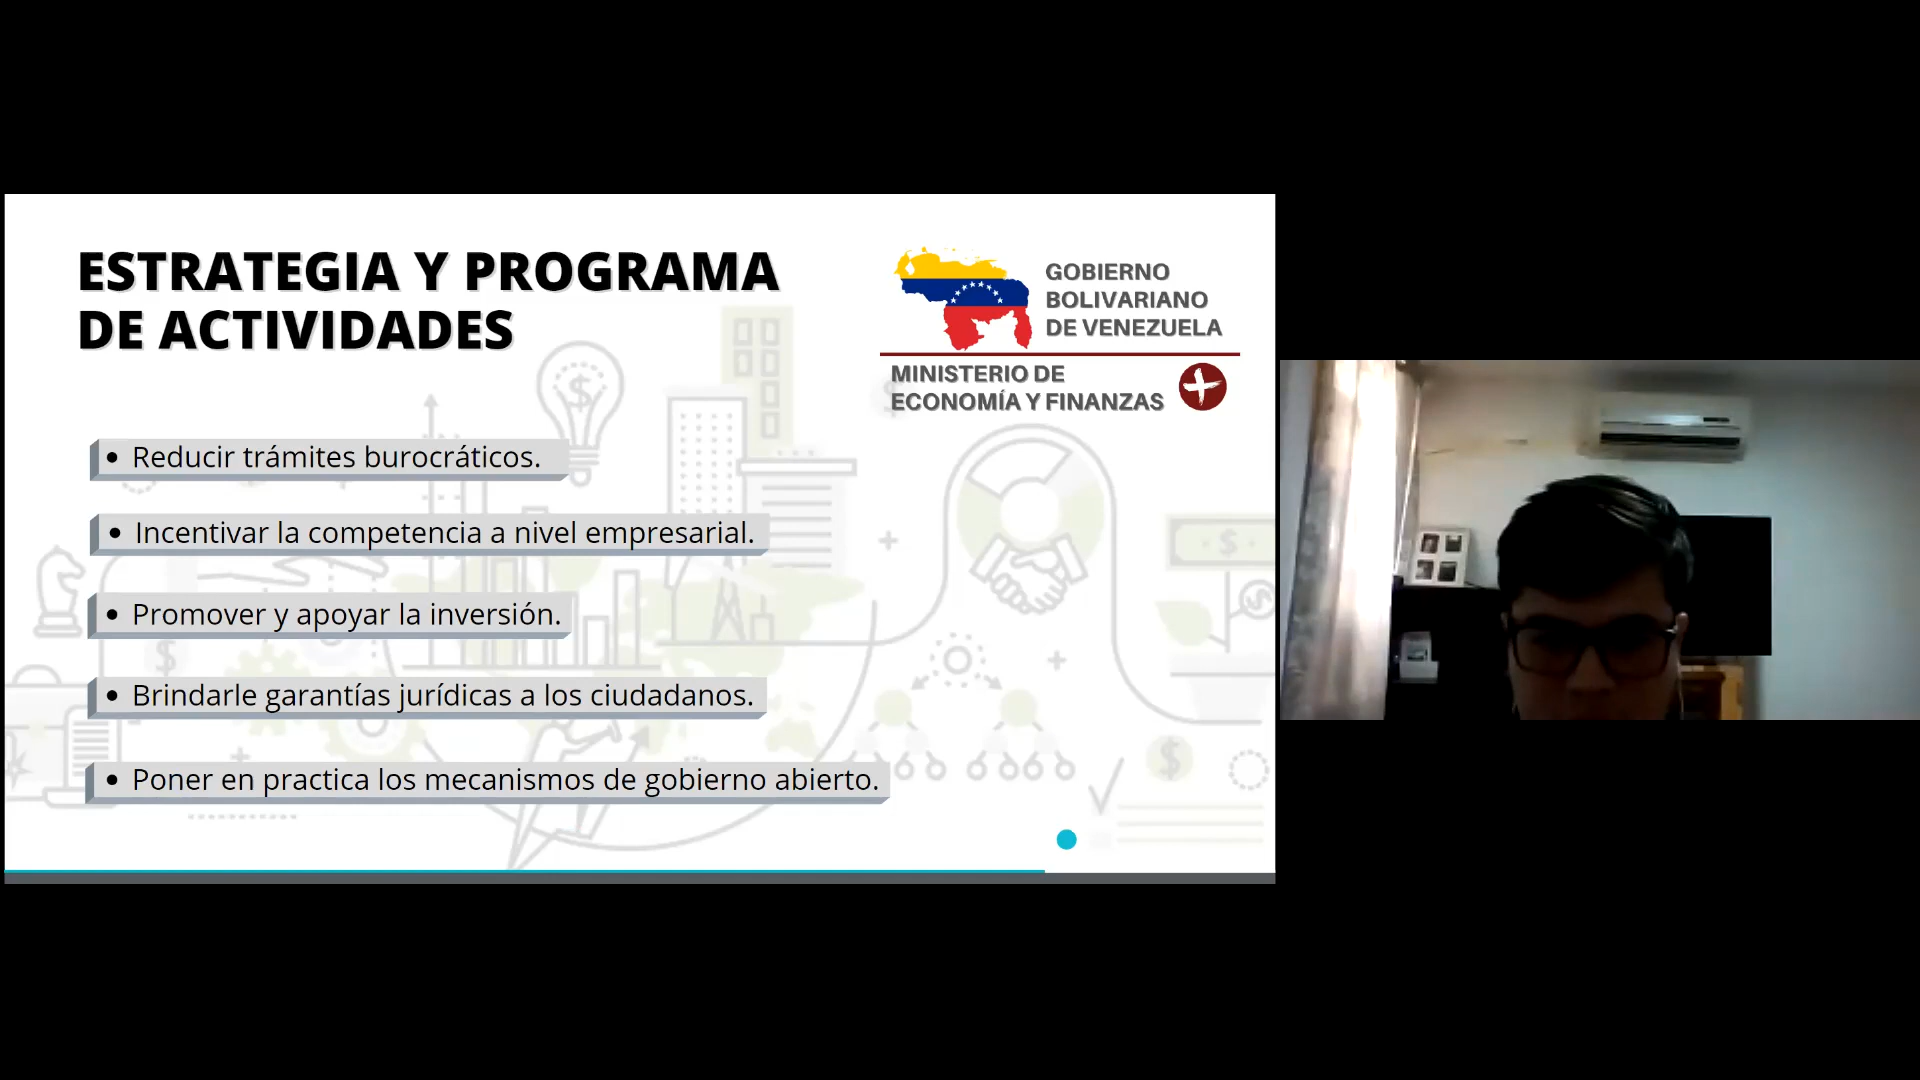 ESTRATEGIA Y PROGRAMA
DE ACTIVIDADES
GOBIERNO
BOLIVARIANO
DE VENEZUELA
MINISTERIO DE
ECONOMÍA Y FINANZAS
• Reducir trámites burocráticos.
• Incentivar la competencia a nivel empresarial.
• Promover y apoyar la inversión.
• Brindarle garantías jurídicas a los ciudadanos.
• Poner en practica los mecanismos de gobierno abierto.